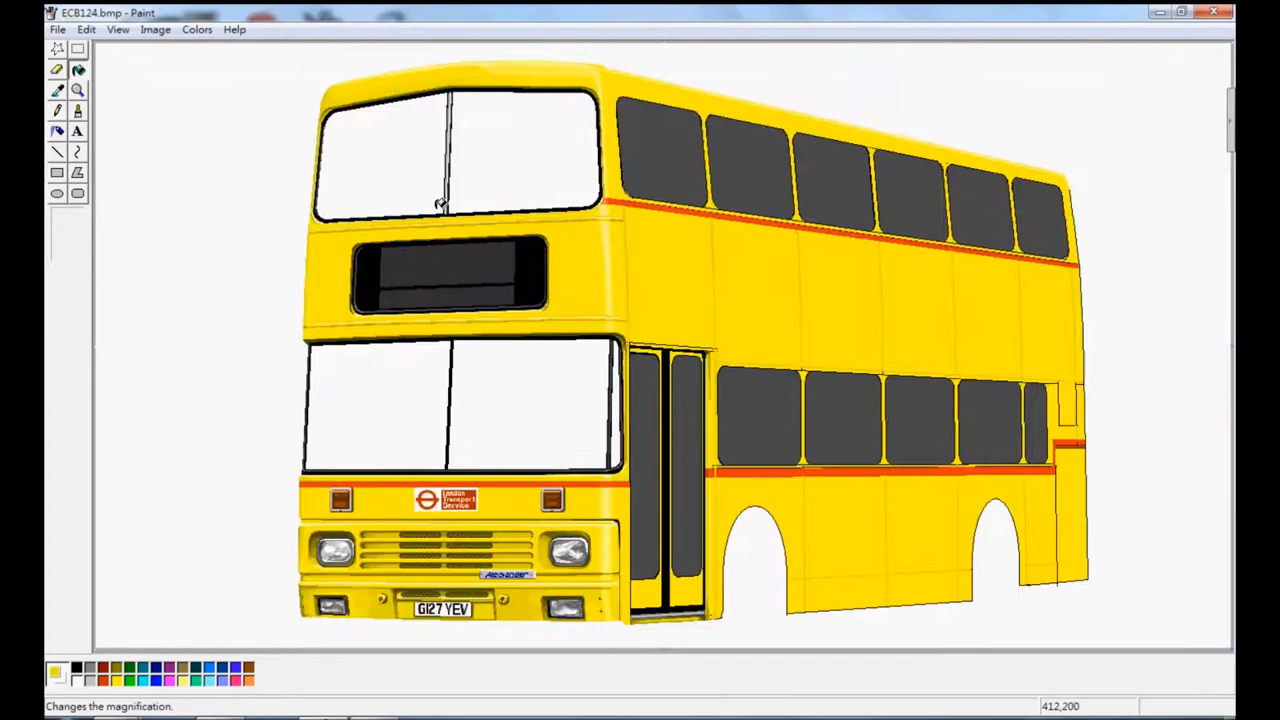 ECB124.bmp - Paint
File Edit View Image Colors Help
A
London
Transport
Service
Alexander
G127 YEV
Changes the magnification.
412,200